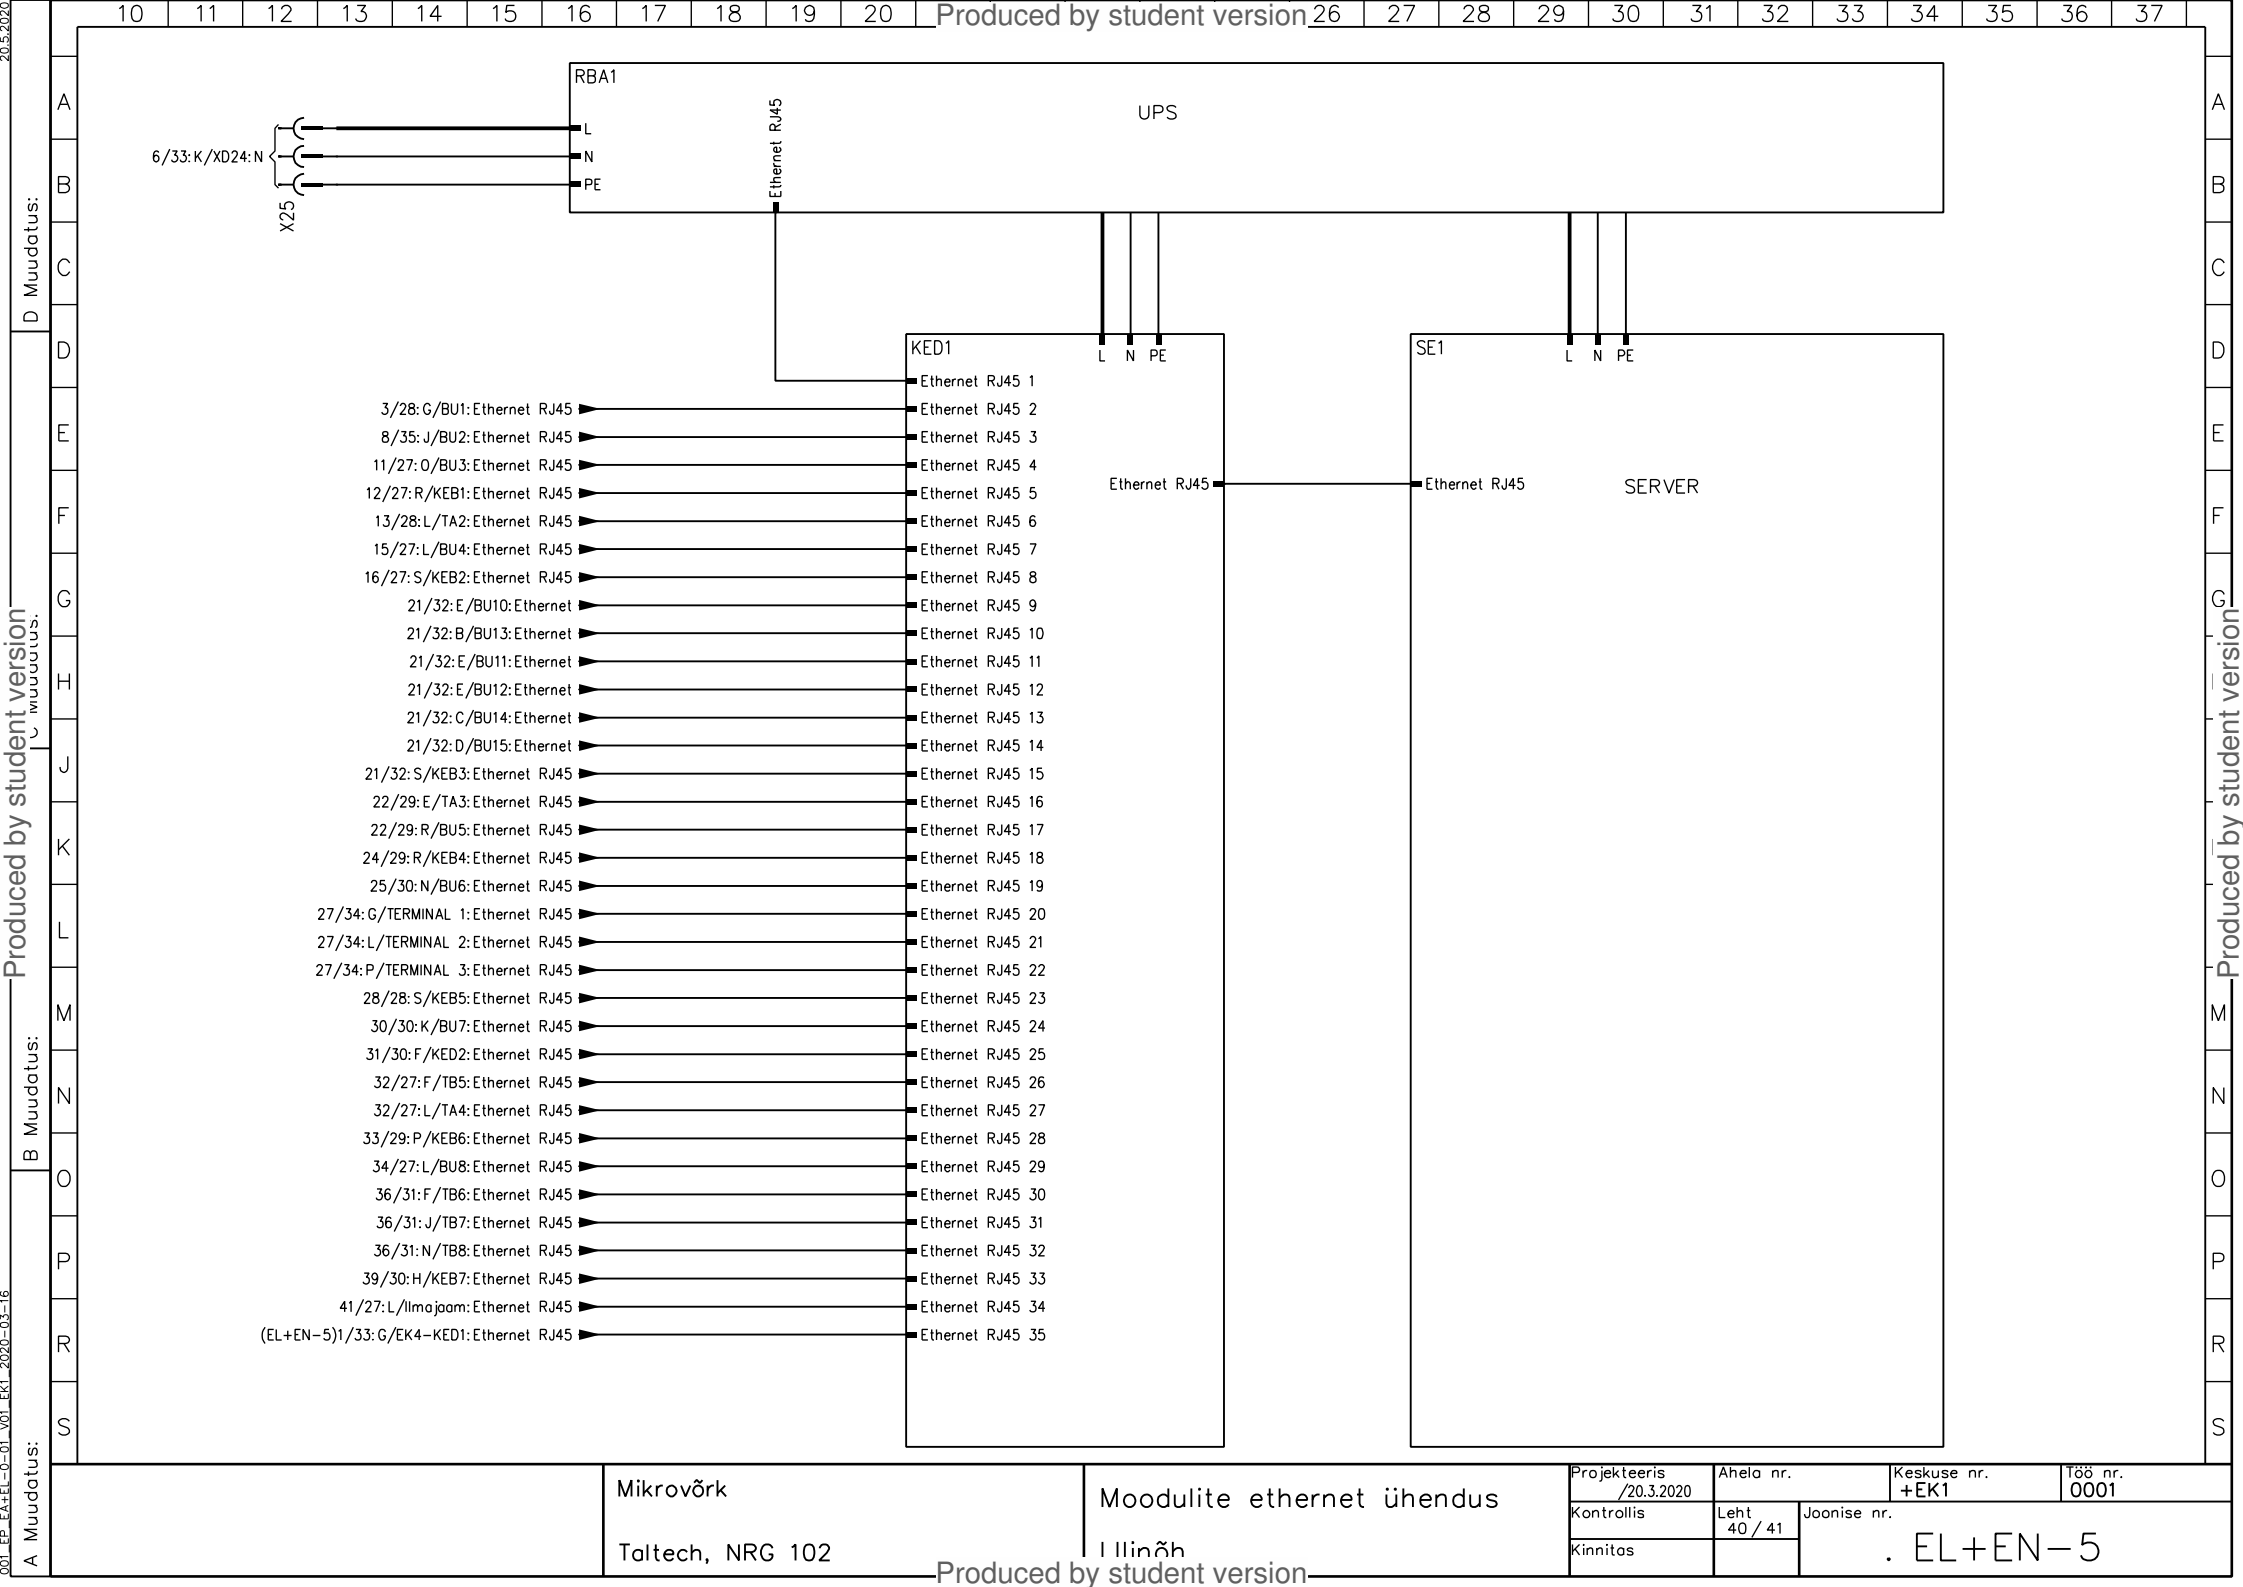 20.5.2020
10 11 12 13 14 15 16 17 18 19 20 Produced by student version 26 27 28 29 30 31 32 33 34 35 36 37
RBA1
UPS
Ethernet RJ45
L
N
PE
6/33:K/XD24:N
X25
KED1
L N PE
SE1
L N PE
Ethernet RJ45 1
3/28:G/BU1:Ethernet RJ45 Ethernet RJ45 2
8/35:J/BU2:Ethernet RJ45 Ethernet RJ45 3
11/27:O/BU3:Ethernet RJ45 Ethernet RJ45 4
Ethernet RJ45 Ethernet RJ45 SERVER
12/27:R/KEB1:Ethernet RJ45 Ethernet RJ45 5
13/28:L/TA2:Ethernet RJ45 Ethernet RJ45 6
15/27:L/BU4:Ethernet RJ45 Ethernet RJ45 7
16/27:S/KEB2:Ethernet RJ45 Ethernet RJ45 8
21/32:E/BU10:Ethernet Ethernet RJ45 9
21/32:B/BU13:Ethernet Ethernet RJ45 10
21/32:E/BU11:Ethernet Ethernet RJ45 11
21/32:E/BU12:Ethernet Ethernet RJ45 12
21/32:C/BU14:Ethernet Ethernet RJ45 13
21/32:D/BU15:Ethernet Ethernet RJ45 14
21/32:S/KEB3:Ethernet RJ45 Ethernet RJ45 15
22/29:E/TA3:Ethernet RJ45 Ethernet RJ45 16
22/29:R/BU5:Ethernet RJ45 Ethernet RJ45 17
24/29:R/KEB4:Ethernet RJ45 Ethernet RJ45 18
25/30:N/BU6:Ethernet RJ45 Ethernet RJ45 19
27/34:G/TERMINAL 1:Ethernet RJ45 Ethernet RJ45 20
27/34:L/TERMINAL 2:Ethernet RJ45 Ethernet RJ45 21
27/34:P/TERMINAL 3:Ethernet RJ45 Ethernet RJ45 22
28/28:S/KEB5:Ethernet RJ45 Ethernet RJ45 23
30/30:K/BU7:Ethernet RJ45 Ethernet RJ45 24
31/30:F/KED2:Ethernet RJ45 Ethernet RJ45 25
32/27:F/TB5:Ethernet RJ45 Ethernet RJ45 26
32/27:L/TA4:Ethernet RJ45 Ethernet RJ45 27
33/29:P/KEB6:Ethernet RJ45 Ethernet RJ45 28
34/27:L/BU8:Ethernet RJ45 Ethernet RJ45 29
36/31:F/TB6:Ethernet RJ45 Ethernet RJ45 30
36/31:J/TB7:Ethernet RJ45 Ethernet RJ45 31
36/31:N/TB8:Ethernet RJ45 Ethernet RJ45 32
39/30:H/KEB7:Ethernet RJ45 Ethernet RJ45 33
41/27:L/Ilmajaam:Ethernet RJ45 Ethernet RJ45 34
(EL+EN-5)1/33:G/EK4-KED1:Ethernet RJ45 Ethernet RJ45 35
A
B
C
D
E
F
G
H
J
K
L
M
N
O
P
R
S
A
B
C
D
E
F
G
M
N
O
P
R
S
D Muudatus:
C Muudatus:
B Muudatus:
A Muudatus:
Produced by student version
Produced by student version
001_EP_EA+EL-0-01_V01_EK1_2020-03-16
Mikrovõrk
Taltech, NRG 102
Moodulite ethernet ühendus
Projekteeris
/20.3.2020
Ahela nr.
Keskuse nr.
+EK1
Töö nr.
0001
Kontrollis
Leht
40 / 41
Joonise nr.
Kinnitas
. EL+EN-5
Produced by student version